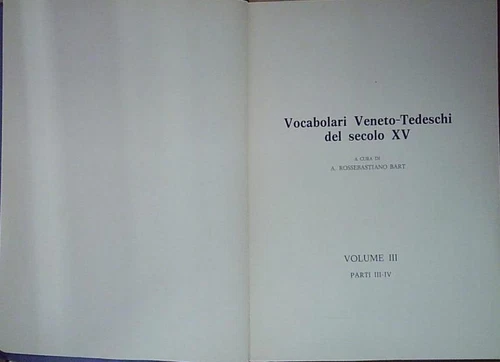 Vocabolari Veneto-Tedeschi
del secolo XV
A CURA DI
A. ROSSEBASTIANO BART
VOLUME III
PARTI III-IV